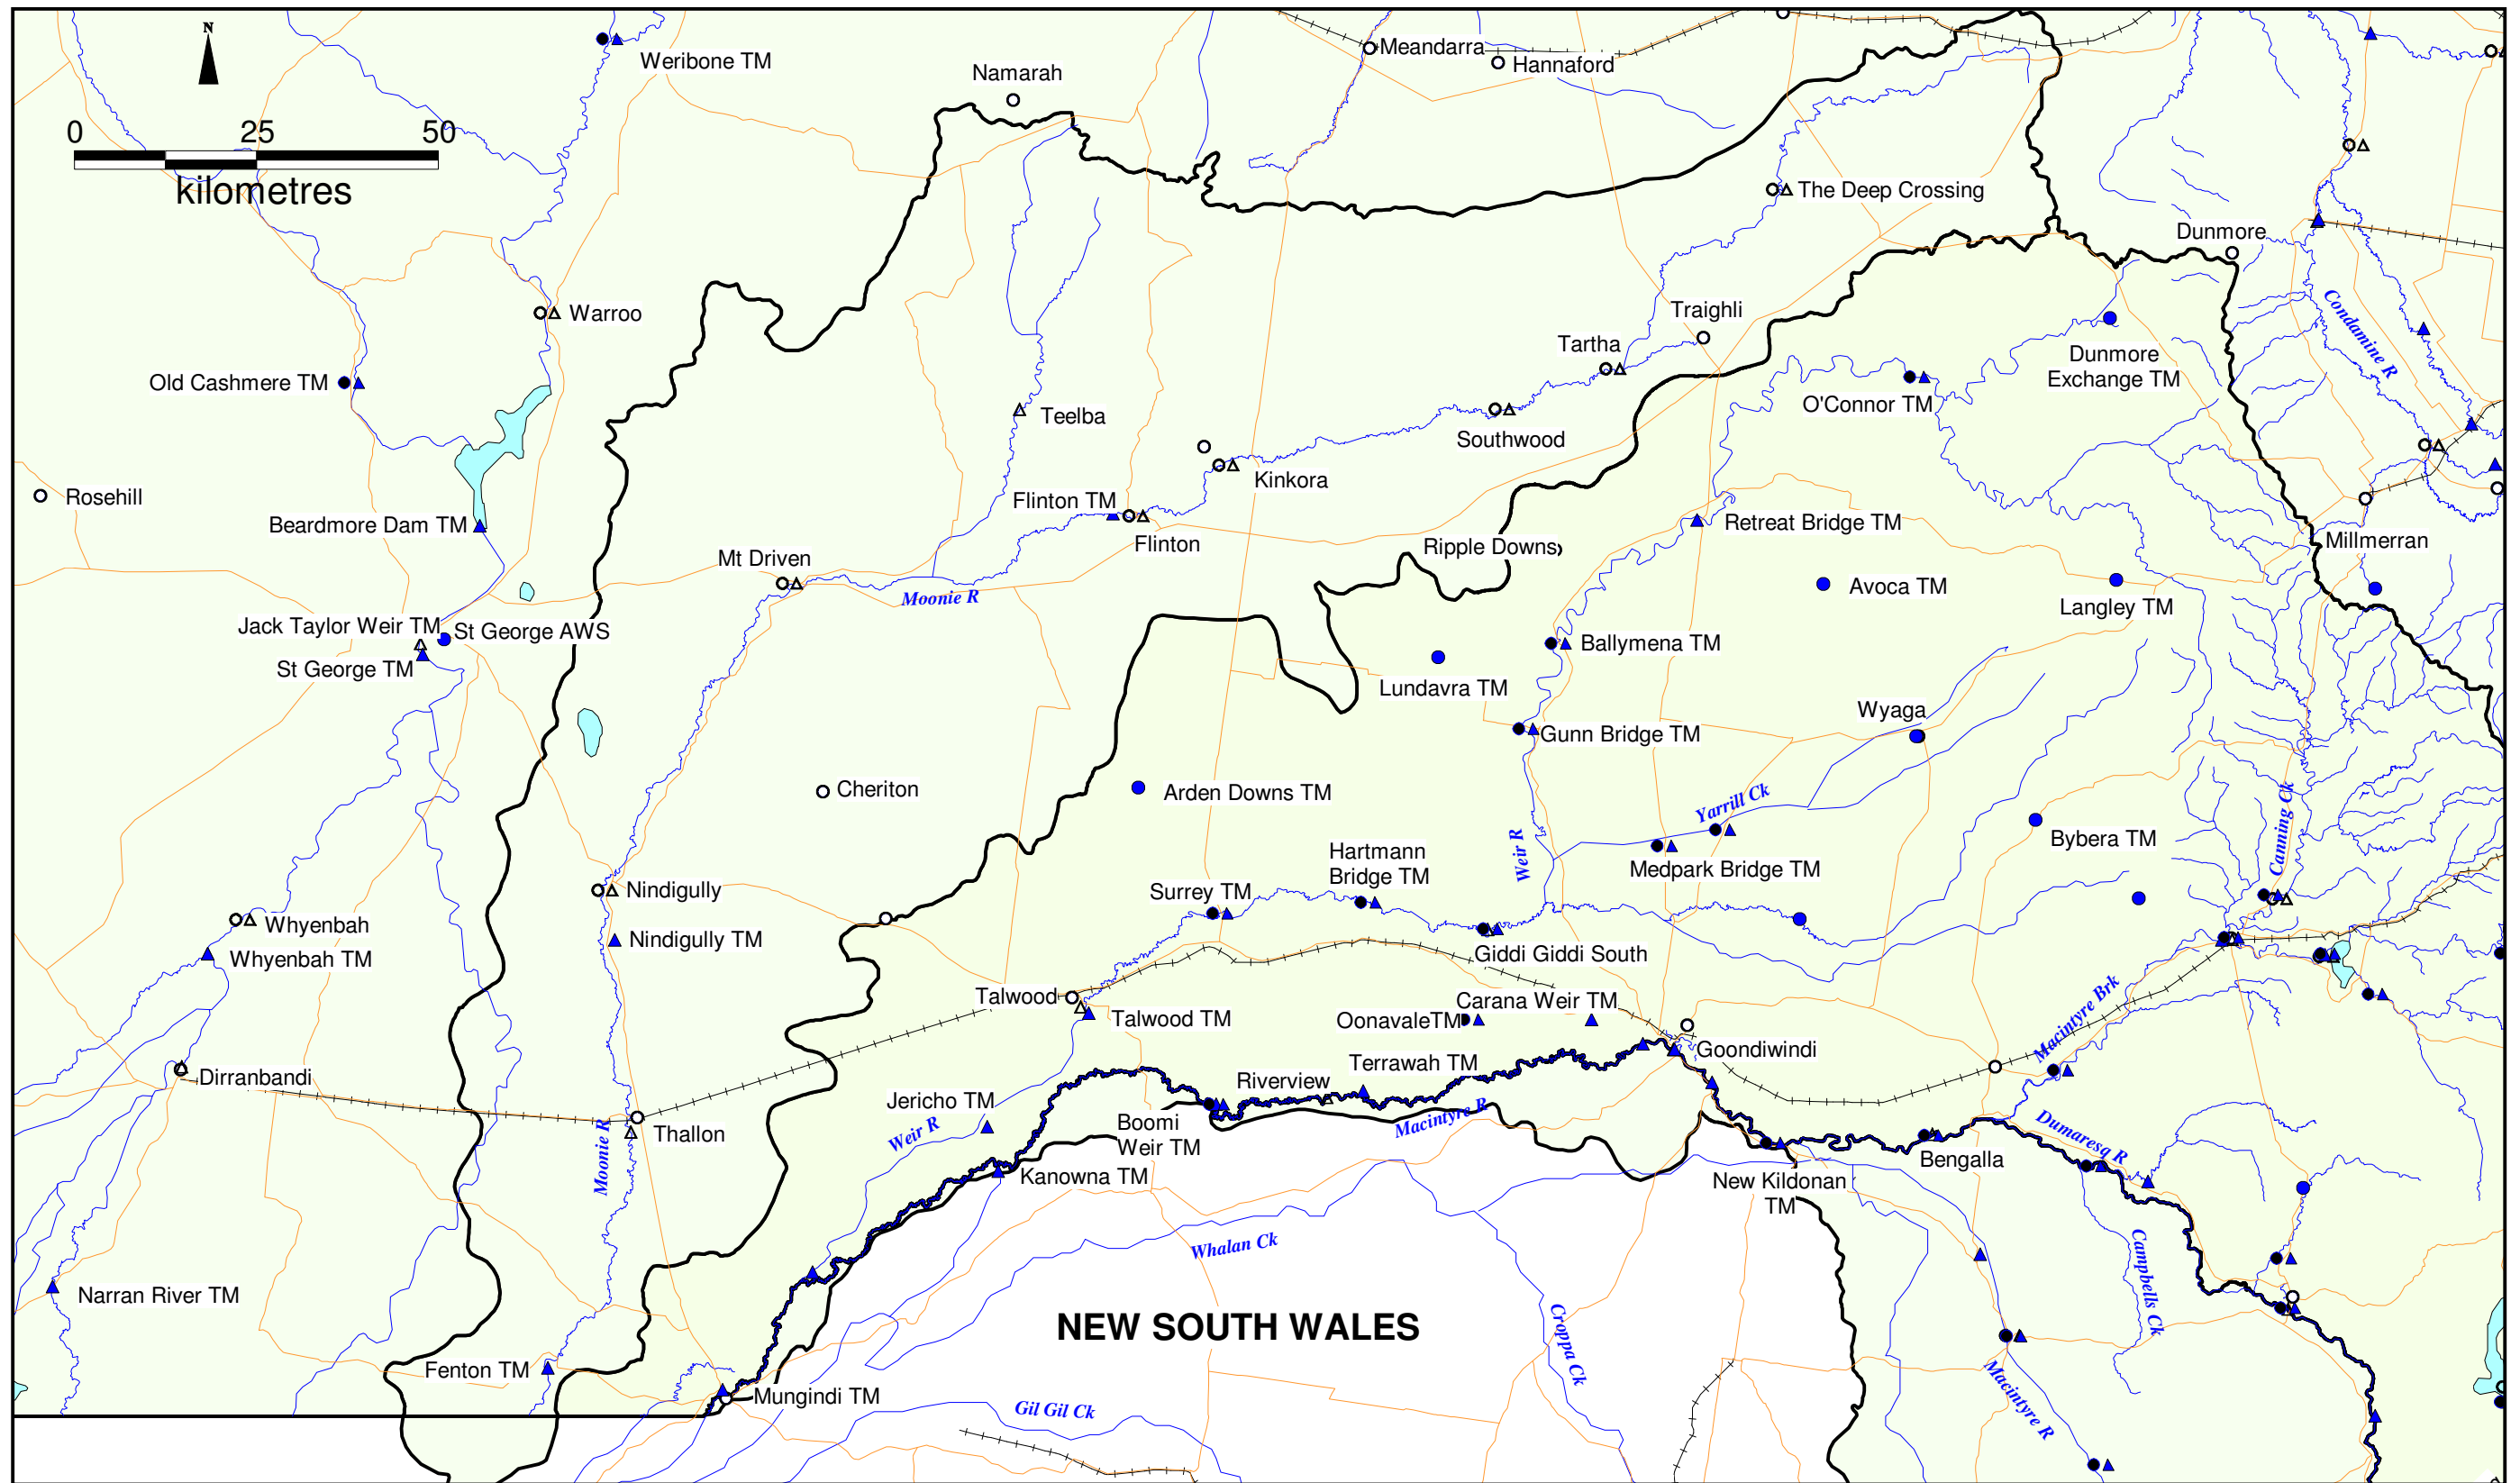 N
Weribone TM
Meandarra
Hannaford
Namarah
0 25 50
kilometres
The Deep Crossing
Dunmore
Warroo
Traighli
Condamine R
Tartha
Dunmore
Exchange TM
Old Cashmere TM
O'Connor TM
Teelba
Southwood
Kinkora
Rosehill
Flinton TM
Beardmore Dam TM
Retreat Bridge TM
Flinton
Ripple Downs
Millmerran
Mt Driven
Avoca TM
Langley TM
Moonie R
Jack Taylor Weir TM
St George AWS
St George TM
Ballymena TM
Lundavra TM
Wyaga
Gunn Bridge TM
Cheriton
Arden Downs TM
Yarrill Ck
Canning Ck
Bybera TM
Weir R
Hartmann
Bridge TM
Medpark Bridge TM
Surrey TM
Nindigully
Whyenbah
Nindigully TM
Giddi Giddi South
Whyenbah TM
Talwood
Carana Weir TM
Talwood TM
OonavaleTM
Macintyre Brk
Goondiwindi
Terrawah TM
Dirranbandi
Riverview
Jericho TM
Boomi
Weir TM
Macintyre R
Weir R
Thallon
Moonie R
Dumaresq R
Bengalla
Kanowna TM
New Kildonan
TM
Whalan Ck
Campbells Ck
Narran River TM
NEW SOUTH WALES
Croppa Ck
Fenton TM
Mungindi TM
Macintyre R
Gil Gil Ck